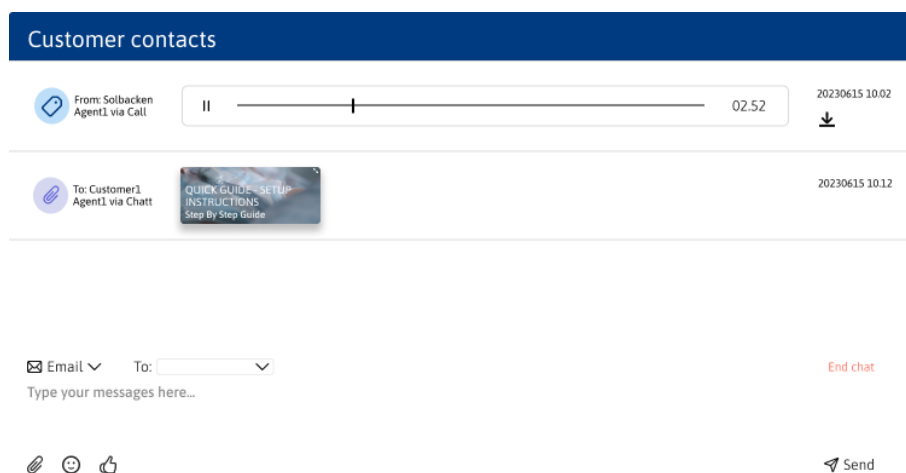 Customer contacts
From: Solbacken
Agent1 via Call
02.52
20230615 10.02
To: Customer1
Agent1 via Chatt
QUICK GUIDE - SETUP
INSTRUCTIONS
Step By Step Guide
20230615 10.12
Email To:
End chat
Type your messages here...
Send